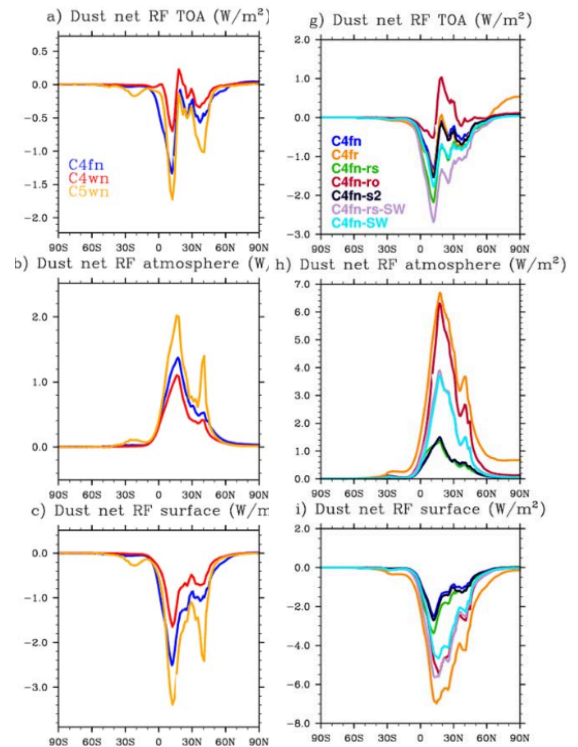 a) Dust net RF TOA (W/m²)
0.5
0.0
-0.5
-1.0
-1.5
-2.0
C4fn
C4wn
C5wn
90S 60S 30S 0 30N 60N 90N
b) Dust net RF atmosphere (W/m
2.0
1.0
0.0
90S 60S 30S 0 30N 60N 90N
c) Dust net RF surface (W/m
0.0
-1.0
-2.0
-3.0
90S 60S 30S 0 30N 60N 90N
g) Dust net RF TOA (W/m²)
2.0
1.0
0.0
-1.0
-2.0
-3.0
C4fn
C4fr
C4fn-rs
C4fn-ro
C4fn-s2
C4fn-rs-SW
C4fn-SW
90S 60S 30S 0 30N 60N 90N
h) Dust net RF atmosphere (W/m²)
7.0
6.0
5.0
4.0
3.0
2.0
1.0
0.0
90S 60S 30S 0 30N 60N 90N
i) Dust net RF surface (W/m²)
0.0
-2.0
-4.0
-6.0
-8.0
90S 60S 30S 0 30N 60N 90N